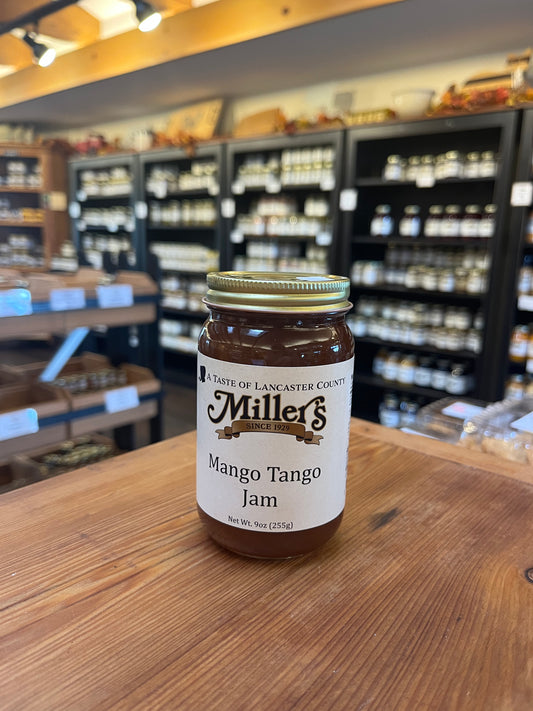 A Taste of Lancaster County
Miller's
SINCE 1929
Mango Tango
Jam
Net Wt. 9oz (255g)